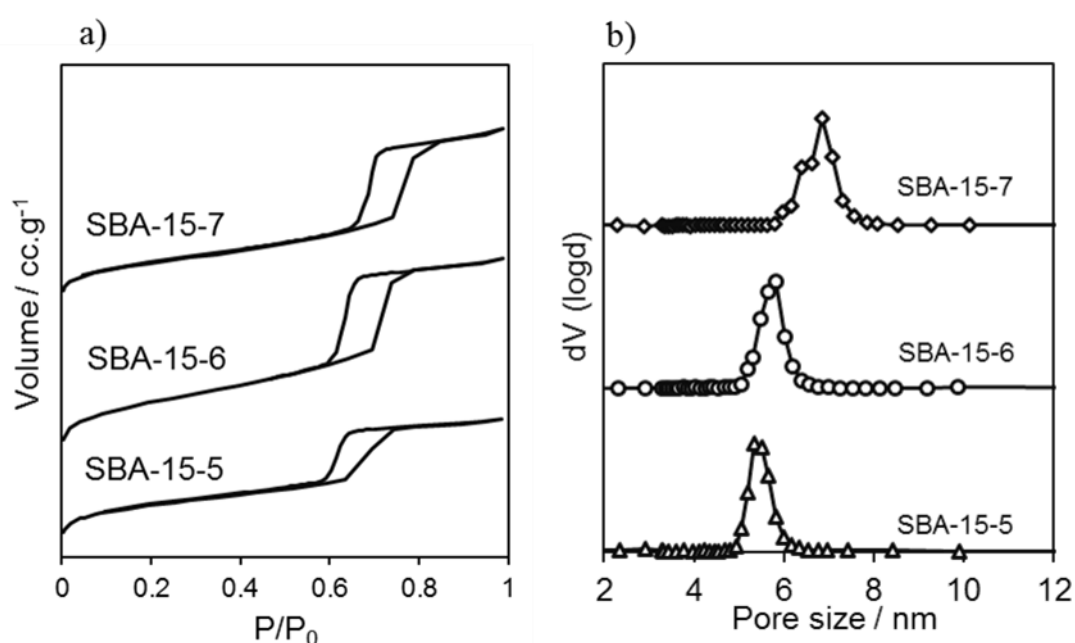 a)
Volume / cc.g⁻¹
SBA-15-7
SBA-15-6
SBA-15-5
0 0.2 0.4 0.6 0.8 1
P/P₀
b)
dV (logd)
SBA-15-7
SBA-15-6
SBA-15-5
2 4 6 8 10 12
Pore size / nm